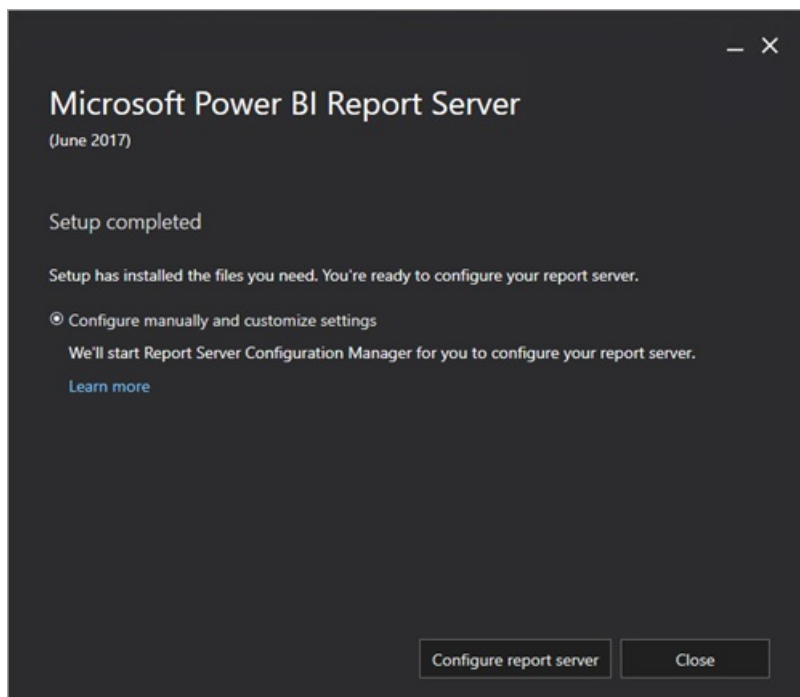 Microsoft Power BI Report Server
(June 2017)
Setup completed
Setup has installed the files you need. You're ready to configure your report server.
Configure manually and customize settings
We'll start Report Server Configuration Manager for you to configure your report server.
Learn more
Configure report server
Close